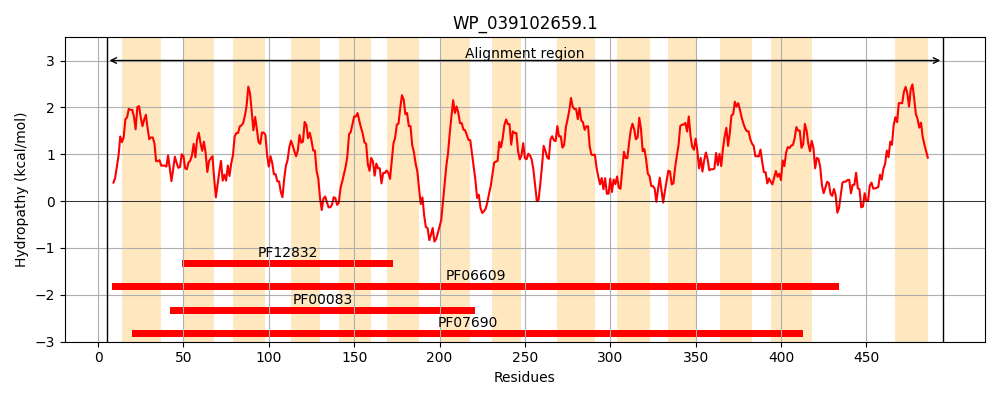 WP_039102659.1
Alignment region
3
2
1
0
−1
−2
−3
Hydropathy (kcal/mol)
PF12832
PF06609
PF00083
PF07690
0 50 100 150 200 250 300 350 400 450
Residues